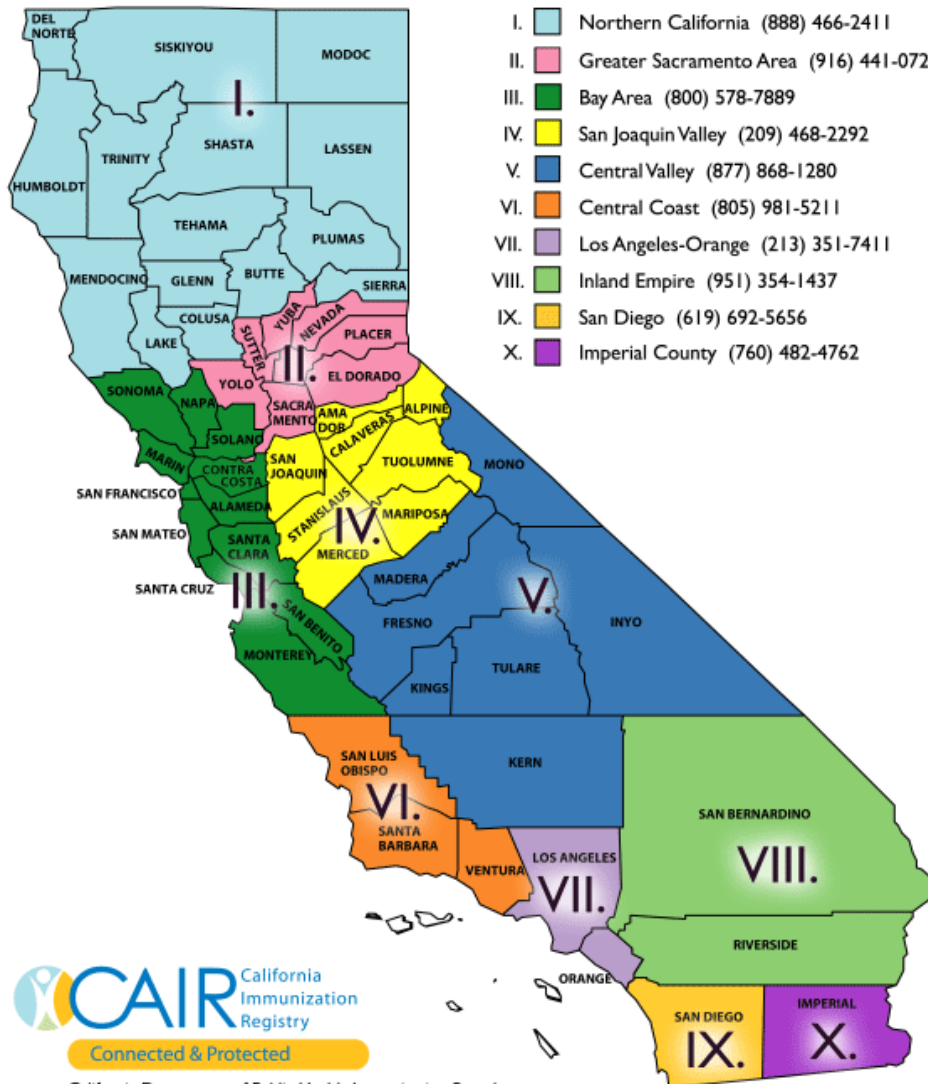 I. Northern California (888) 466-2411
II. Greater Sacramento Area (916) 441-072
III. Bay Area (800) 578-7889
IV. San Joaquin Valley (209) 468-2292
V. Central Valley (877) 868-1280
VI. Central Coast (805) 981-5211
VII. Los Angeles-Orange (213) 351-7411
VIII. Inland Empire (951) 354-1437
IX. San Diego (619) 692-5656
X. Imperial County (760) 482-4762
DEL
NORTE
SISKIYOU
MODOC
I.
HUMBOLDT
TRINITY
SHASTA
LASSEN
TEHAMA
PLUMAS
MENDOCINO
GLENN
BUTTE
SIERRA
COLUSA
LAKE
SUTTER
YUBA
NEVADA
PLACER
II.
YOLO
EL DORADO
SACRA
MENTO
SONOMA
NAPA
SOLANO
AMA
DOR
ALPINE
CALAVERAS
MARIN
CONTRA
COSTA
SAN
JOAQUIN
TUOLUMNE
MONO
SAN FRANCISCO
ALAMEDA
STANISLAUS
MARIPOSA
IV.
SAN MATEO
SANTA
CLARA
MERCED
SANTA CRUZ
III.
SAN BENITO
MADERA
V.
FRESNO
INYO
MONTEREY
TULARE
KINGS
SAN LUIS
OBISPO
KERN
VI.
SANTA
BARBARA
VENTURA
LOS ANGELES
VII.
SAN BERNARDINO
VIII.
RIVERSIDE
ORANGE
SAN DIEGO
IX.
IMPERIAL
X.
CAIR
California
Immunization
Registry
Connected & Protected